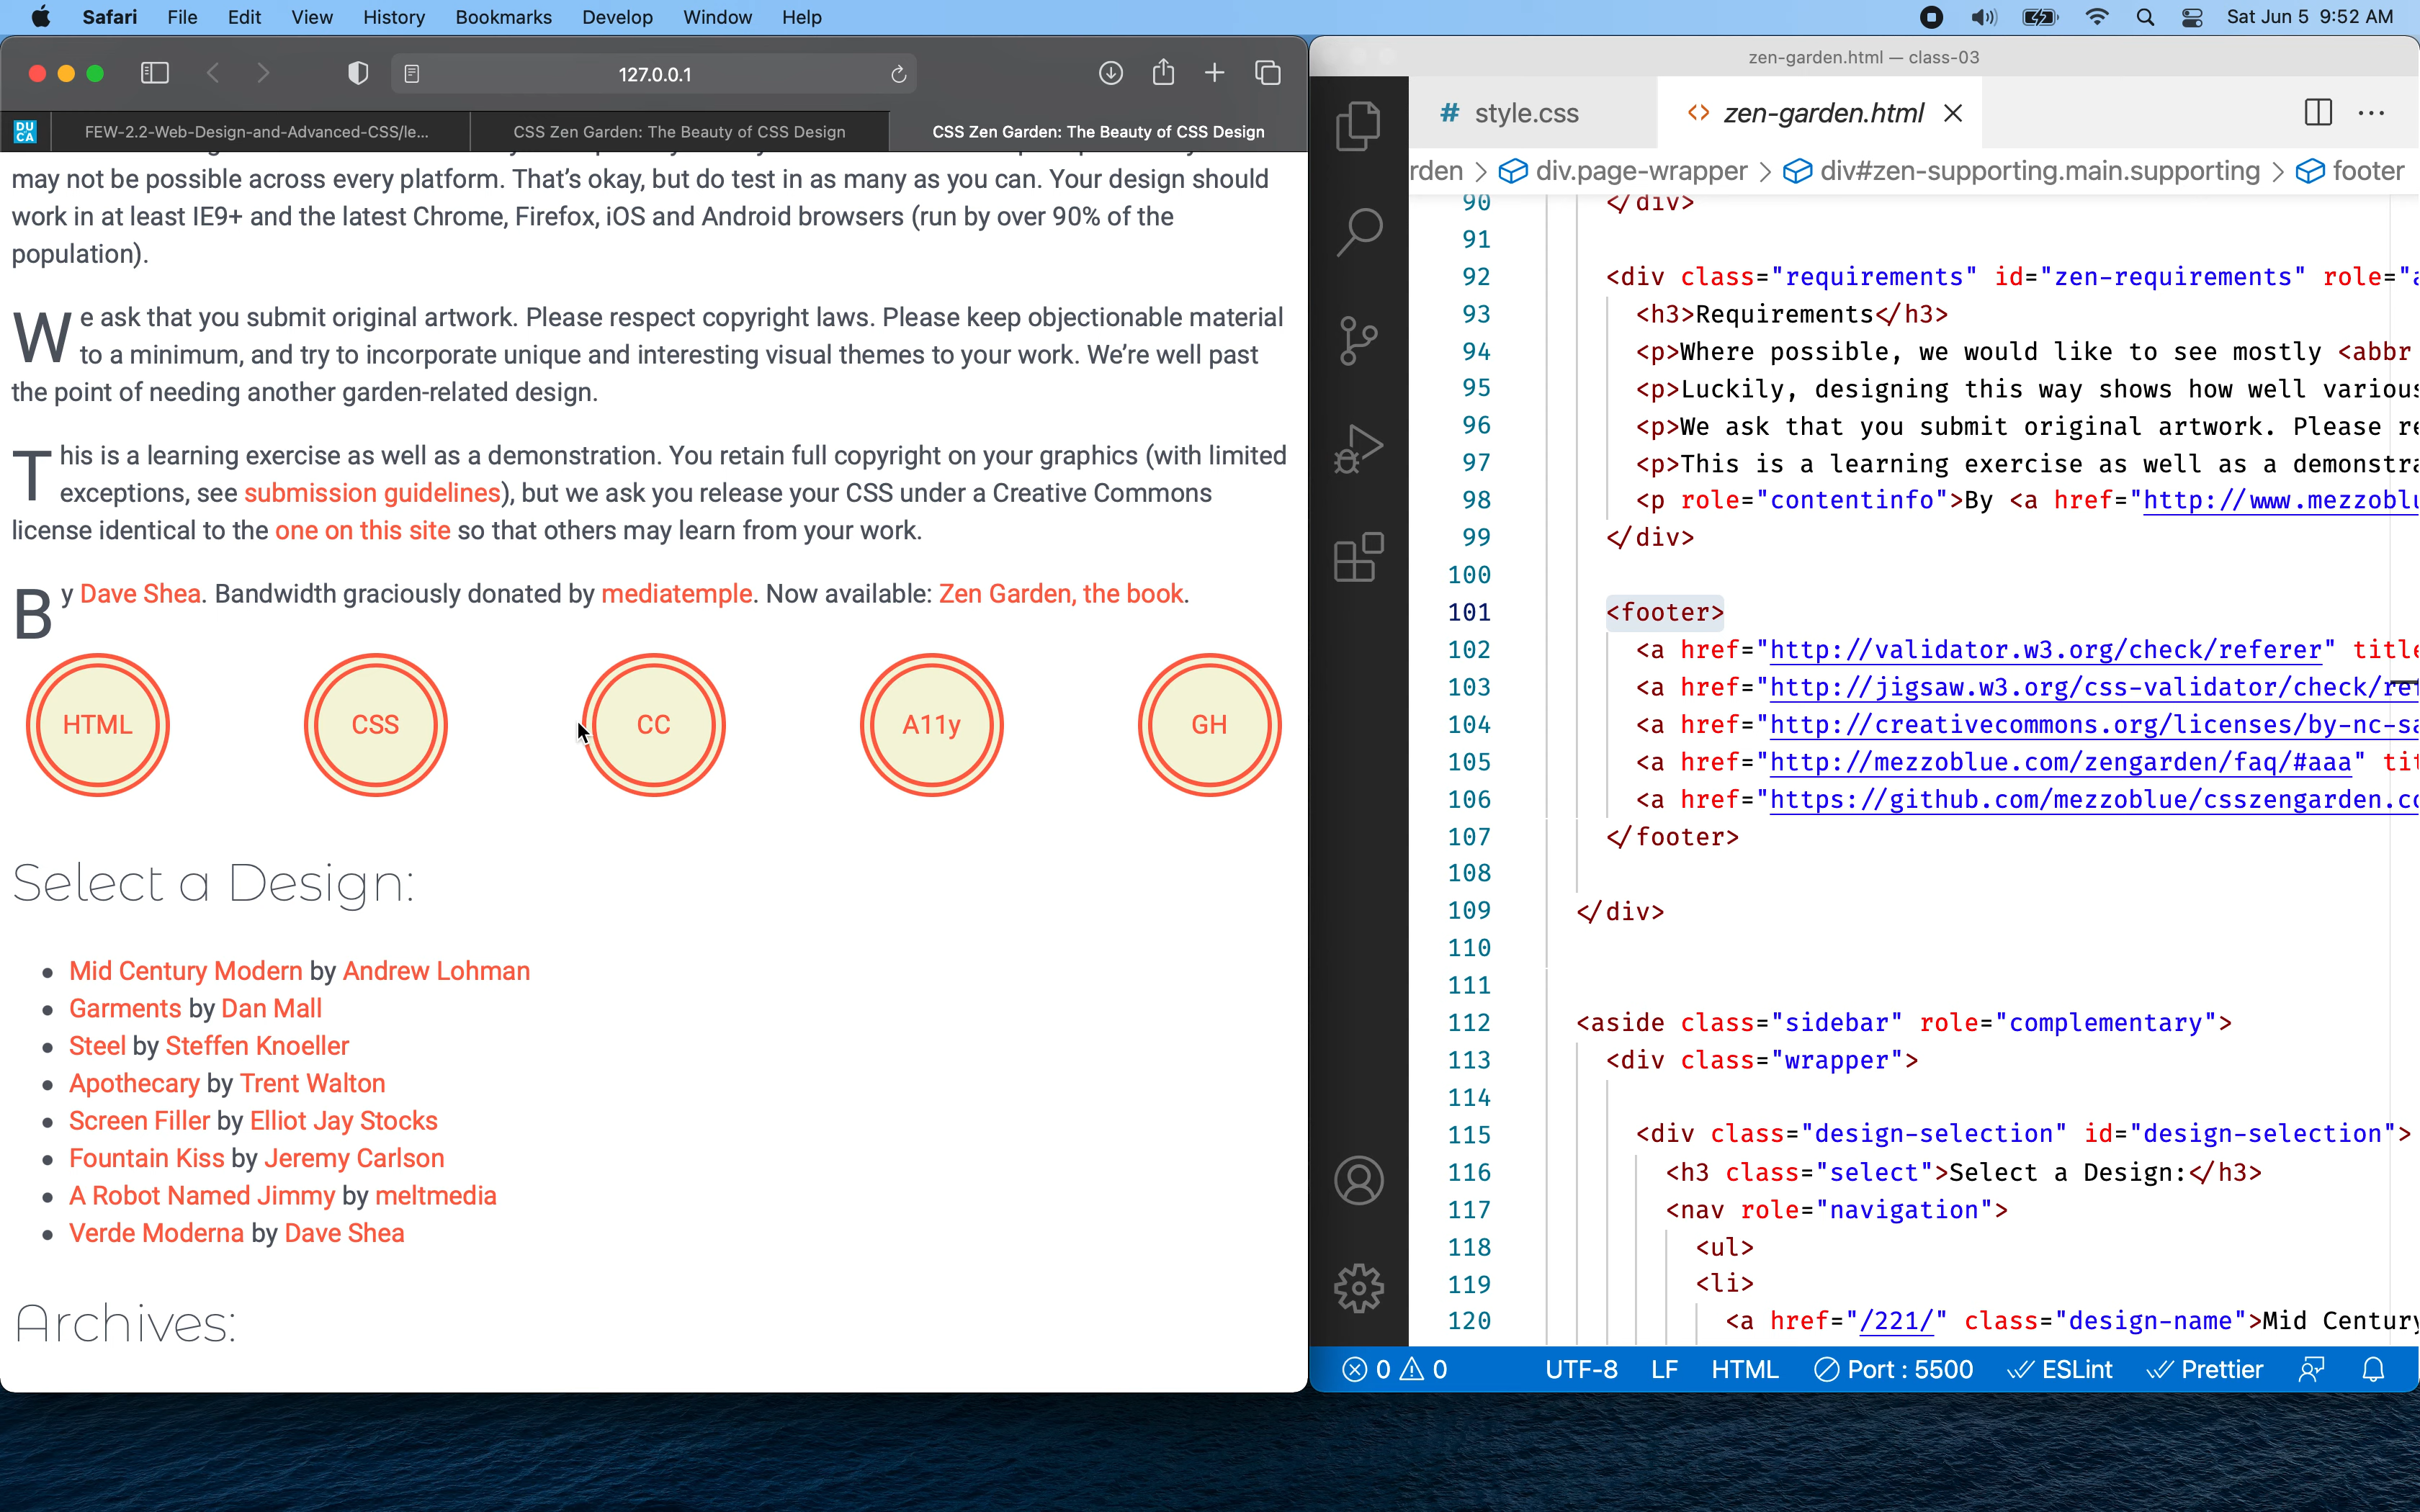 Safari File Edit View History Bookmarks Develop Window Help
Sat Jun 5 9:52 AM
127.0.0.1
DU
CA
FEW-2.2-Web-Design-and-Advanced-CSS/le...
CSS Zen Garden: The Beauty of CSS Design
CSS Zen Garden: The Beauty of CSS Design
may not be possible across every platform. That’s okay, but do test in as many as you can. Your design should
work in at least IE9+ and the latest Chrome, Firefox, iOS and Android browsers (run by over 90% of the
population).
We ask that you submit original artwork. Please respect copyright laws. Please keep objectionable material
to a minimum, and try to incorporate unique and interesting visual themes to your work. We’re well past
the point of needing another garden-related design.
This is a learning exercise as well as a demonstration. You retain full copyright on your graphics (with limited
exceptions, see submission guidelines), but we ask you release your CSS under a Creative Commons
license identical to the one on this site so that others may learn from your work.
By Dave Shea. Bandwidth graciously donated by mediatemple. Now available: Zen Garden, the book.
HTML CSS CC A11y GH
Select a Design:
• Mid Century Modern by Andrew Lohman
• Garments by Dan Mall
• Steel by Steffen Knoeller
• Apothecary by Trent Walton
• Screen Filler by Elliot Jay Stocks
• Fountain Kiss by Jeremy Carlson
• A Robot Named Jimmy by meltmedia
• Verde Moderna by Dave Shea
Archives:
zen-garden.html — class-03
# style.css
<> zen-garden.html
rden > div.page-wrapper > div#zen-supporting.main.supporting > footer
90 </div>
91
92 <div class="requirements" id="zen-requirements" role="a
93 <h3>Requirements</h3>
94 <p>Where possible, we would like to see mostly <abbr
95 <p>Luckily, designing this way shows how well various
96 <p>We ask that you submit original artwork. Please re
97 <p>This is a learning exercise as well as a demonstra
98 <p role="contentinfo">By <a href="http://www.mezzoblu
99 </div>
100
101 <footer>
102 <a href="http://validator.w3.org/check/referer" title
103 <a href="http://jigsaw.w3.org/css-validator/check/ref
104 <a href="http://creativecommons.org/licenses/by-nc-sa
105 <a href="http://mezzoblue.com/zengarden/faq/#aaa" tit
106 <a href="https://github.com/mezzoblue/csszengarden.co
107 </footer>
108
109 </div>
110
111
112 <aside class="sidebar" role="complementary">
113 <div class="wrapper">
114
115 <div class="design-selection" id="design-selection">
116 <h3 class="select">Select a Design:</h3>
117 <nav role="navigation">
118 <ul>
119 <li>
120 <a href="/221/" class="design-name">Mid Century
0 0 UTF-8 LF HTML Port : 5500 ESLint Prettier